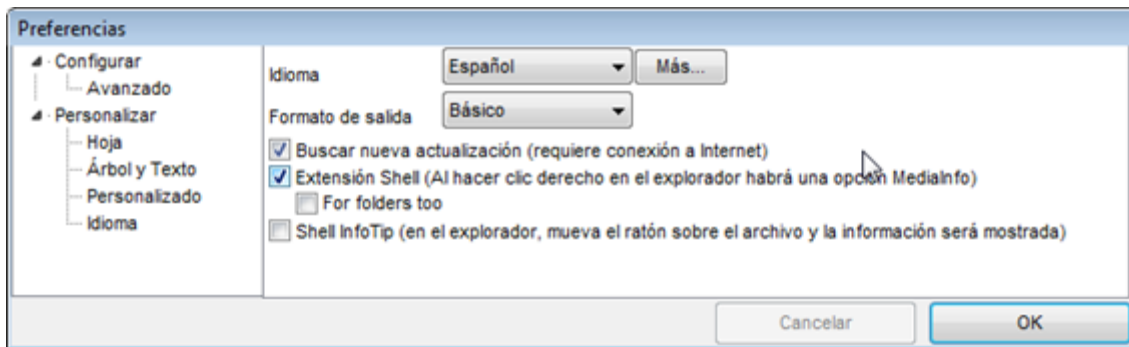 Preferencias
Configurar
Avanzado
Personalizar
Hoja
Árbol y Texto
Personalizado
Idioma
Idioma
Español
Más...
Formato de salida
Básico
Buscar nueva actualización (requiere conexión a Internet)
Extensión Shell (Al hacer clic derecho en el explorador habrá una opción MediaInfo)
For folders too
Shell InfoTip (en el explorador, mueva el ratón sobre el archivo y la información será mostrada)
Cancelar
OK